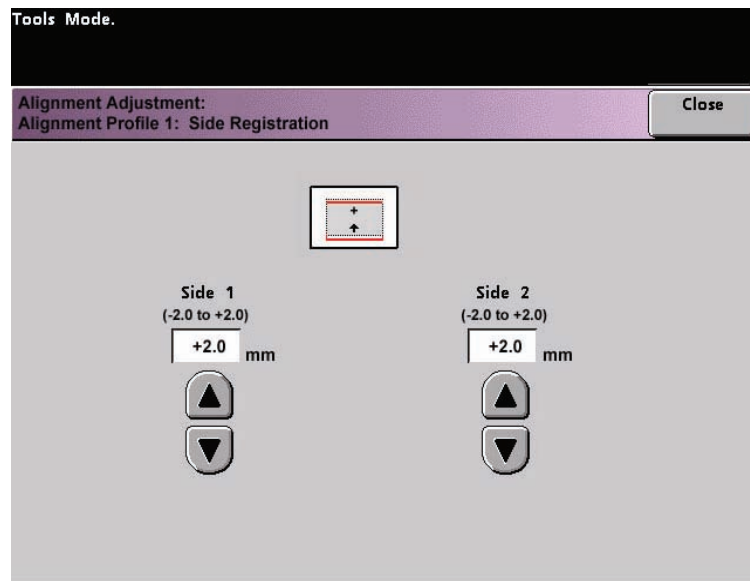 Tools Mode.
Alignment Adjustment:
Alignment Profile 1: Side Registration
Close
Side 1
(-2.0 to +2.0)
+2.0 mm
Side 2
(-2.0 to +2.0)
+2.0 mm